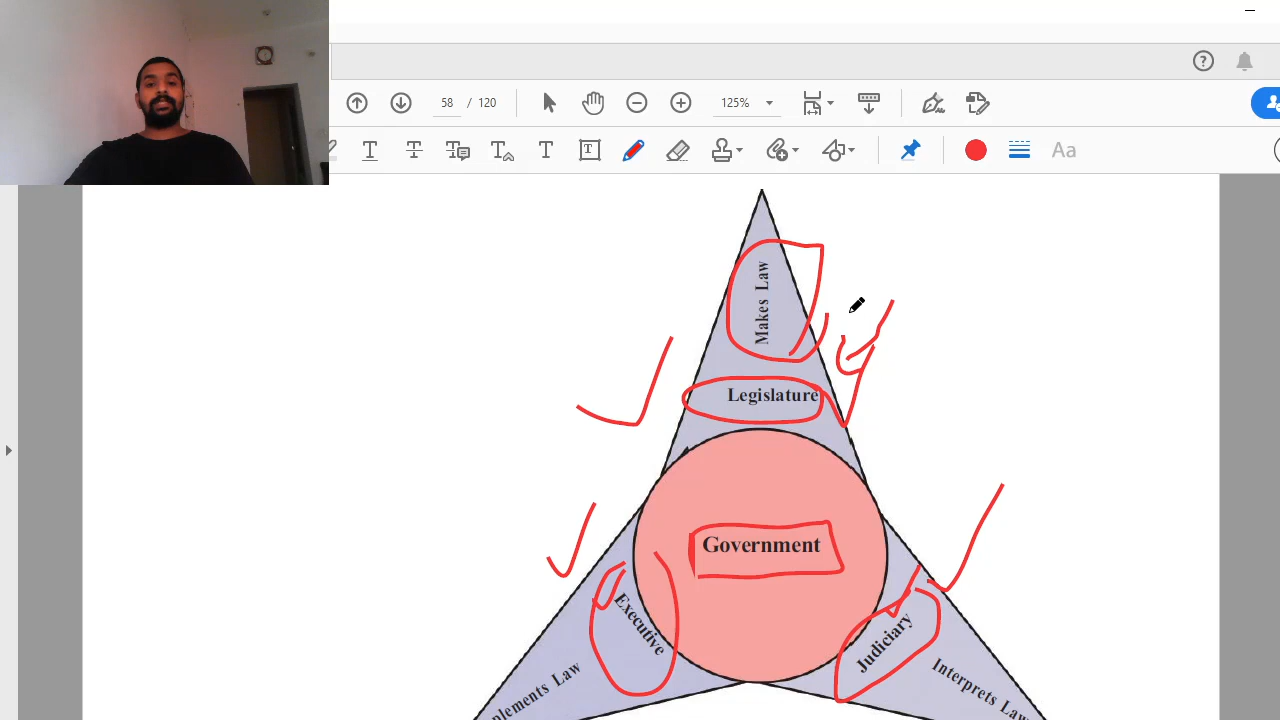 58 / 120
125%
T T T T T T
Aa
Makes Law
Legislature
Government
Executive
Judiciary
plements Law
Interprets Law